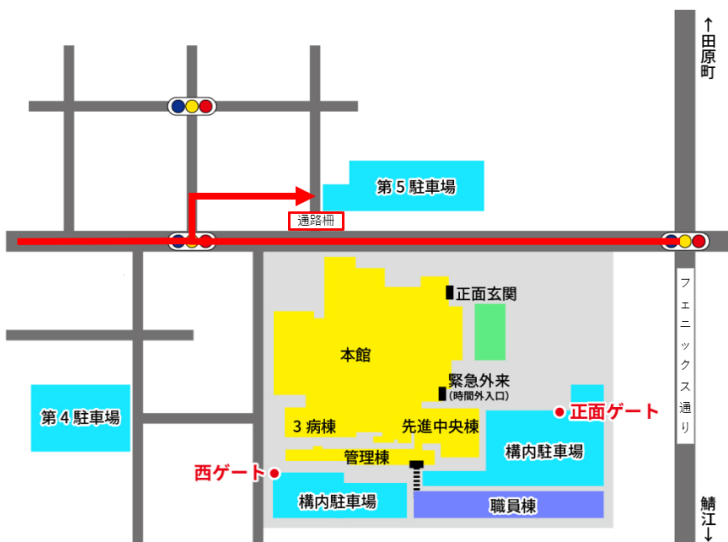 ↑田原町
第5駐車場
通路柵
正面玄関
フェニックス通り
本館
緊急外来
(時間外入口)
第4駐車場
正面ゲート
3病棟
先進中央棟
構内駐車場
管理棟
西ゲート
構内駐車場
職員棟
鯖江↓